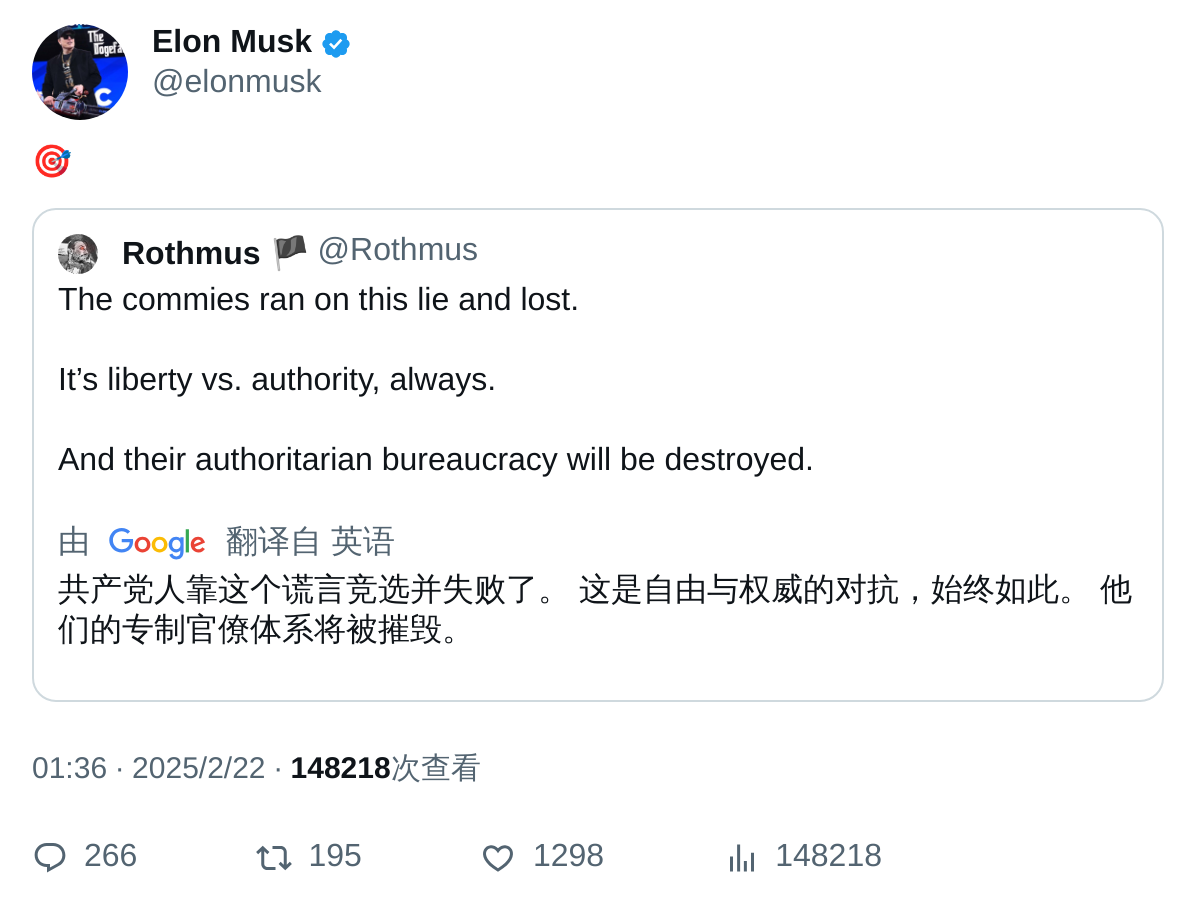 Elon Musk
@elonmusk
🎯
Rothmus 🏴 @Rothmus
The commies ran on this lie and lost.
It’s liberty vs. authority, always.
And their authoritarian bureaucracy will be destroyed.
由 Google 翻译自 英语
共产党人靠这个谎言竞选并失败了。 这是自由与权威的对抗，始终如此。 他
们的专制官僚体系将被摧毁。
01:36 · 2025/2/22 · 148218次查看
266 195 1298 148218